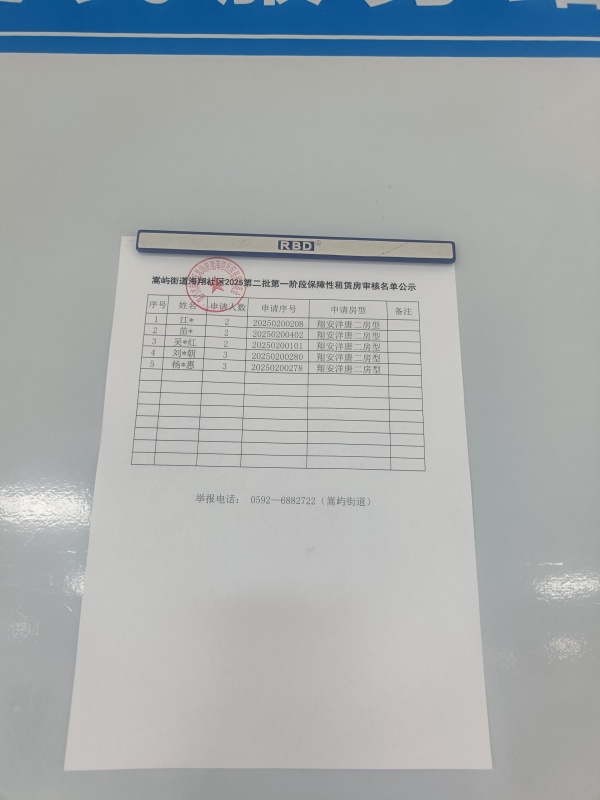 RBD
嵩屿街道海翔社区2025第二批第一阶段保障性租赁房审核名单公示
序号 姓名 申请人数 申请序号 申请房型 备注
1 江* 2 20250200208 翔安洋唐二房型
2 苗* 2 20250200402 翔安洋唐二房型
3 吴*红 2 20250200101 翔安洋唐二房型
4 刘*朝 3 20250200280 翔安洋唐二房型
5 杨*惠 3 20250200278 翔安洋唐二房型
举报电话： 0592—6882722（嵩屿街道）